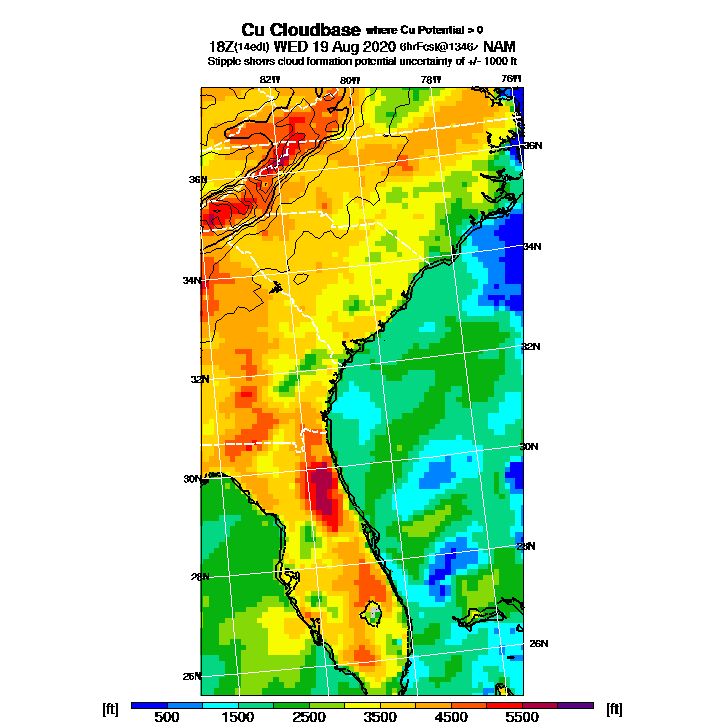 Cu Cloudbase where Cu Potential > 0
18Z(14edt) WED 19 Aug 2020 6hrFcst@1346z NAM
Stipple shows cloud formation potential uncertainty of +/- 1000 ft
82W 80W 78W 76W
36N
36N
34N
34N
32N
32N
30N
30N
28N
28N
26N
26N
[ft] 500 1500 2500 3500 4500 5500 [ft]